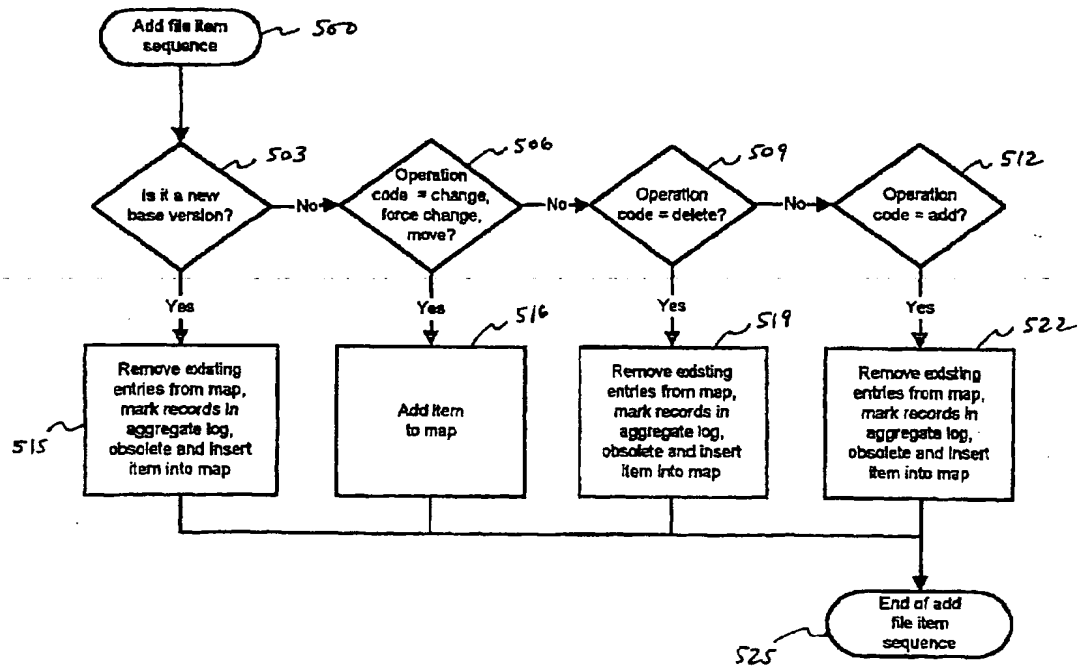 Add file item
sequence
500
503
506
509
512
Is it a new
base version?
No
Operation
code = change,
force change,
move?
No
Operation
code = delete?
No
Operation
code = add?
Yes
Yes
Yes
Yes
515
Remove existing
entries from map,
mark records in
aggregate log,
obsolete and insert
item into map
516
Add item
to map
519
Remove existing
entries from map,
mark records in
aggregate log,
obsolete and insert
item into map
522
Remove existing
entries from map,
mark records in
aggregate log,
obsolete and insert
item into map
End of add
file item
sequence
525